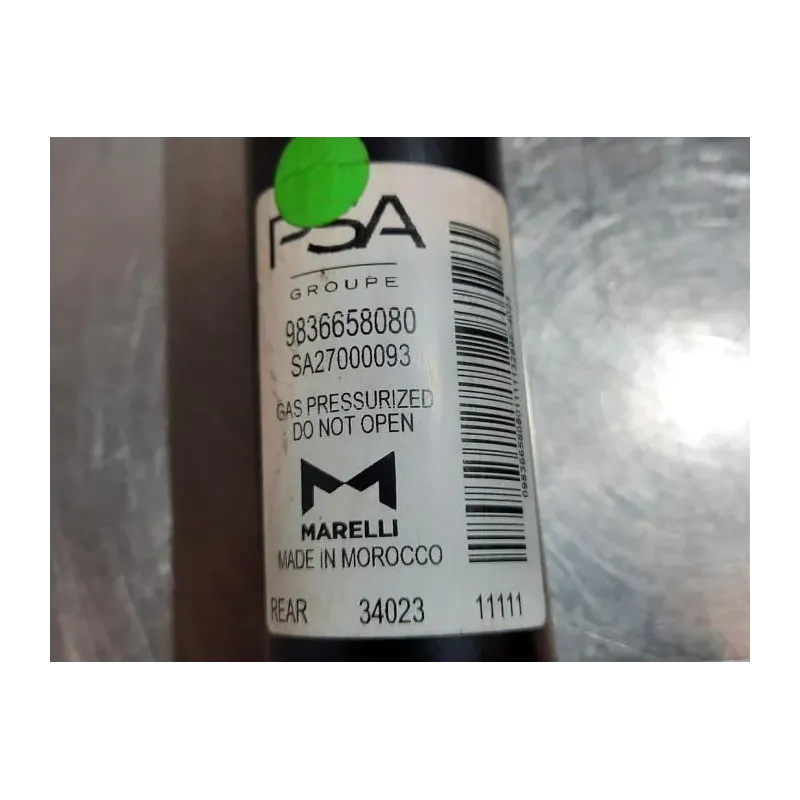 PSA
GROUPE
9836658080
SA27000093
GAS PRESSURIZED
DO NOT OPEN
MARELLI
MADE IN MOROCCO
REAR 34023 11111